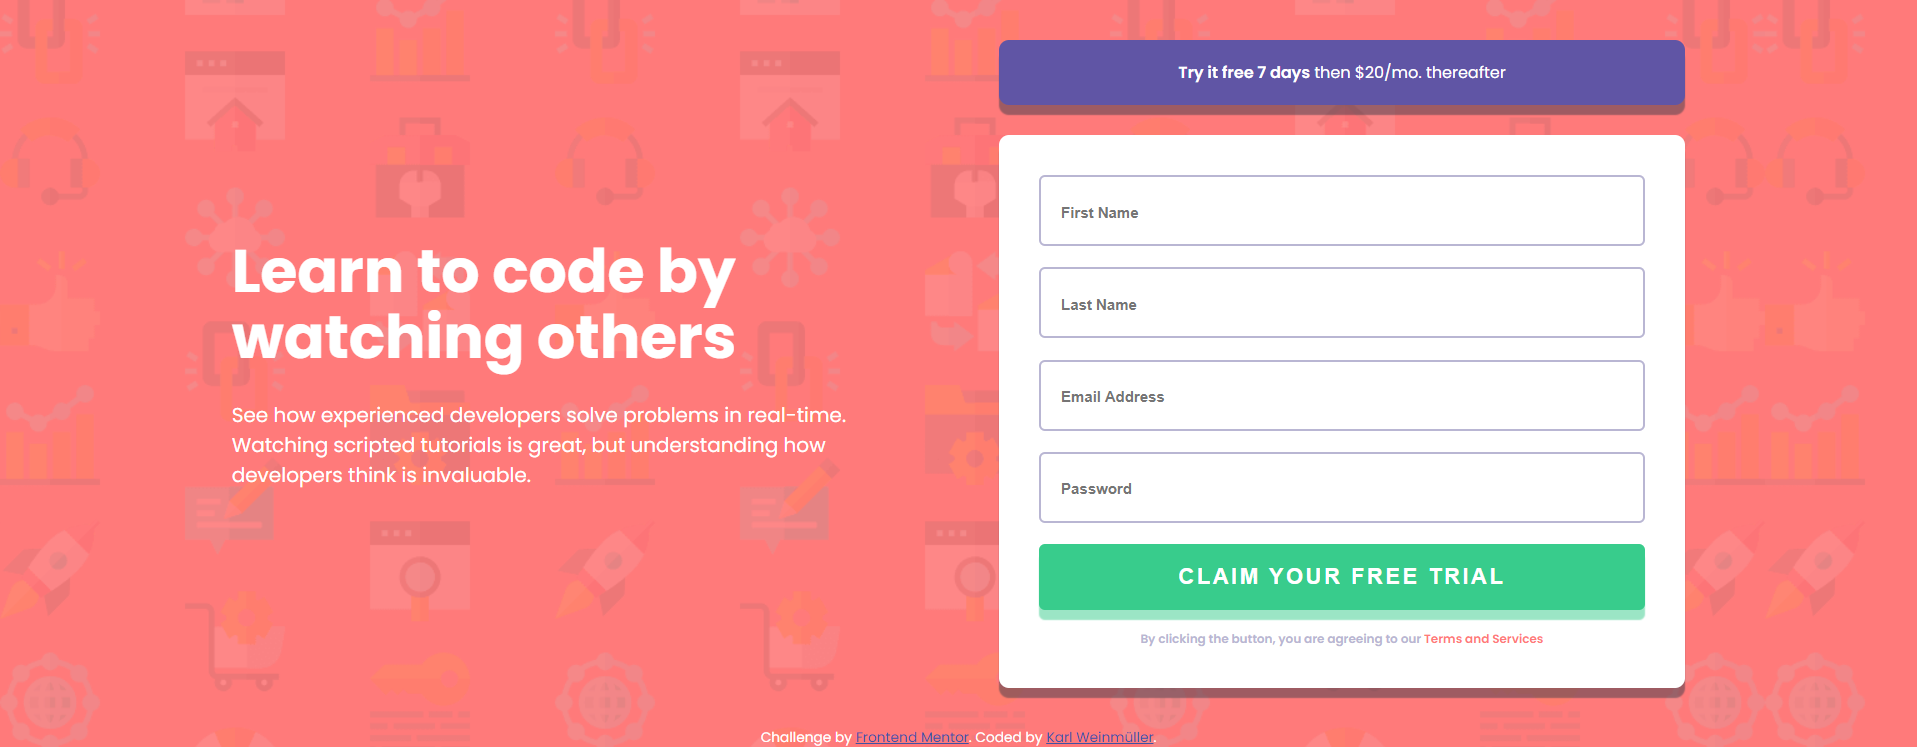 Learn to code by
watching others
See how experienced developers solve problems in real-time.
Watching scripted tutorials is great, but understanding how
developers think is invaluable.
Try it free 7 days then $20/mo. thereafter
First Name
Last Name
Email Address
Password
CLAIM YOUR FREE TRIAL
By clicking the button, you are agreeing to our Terms and Services
Challenge by Frontend Mentor. Coded by Karl Weinmüller.